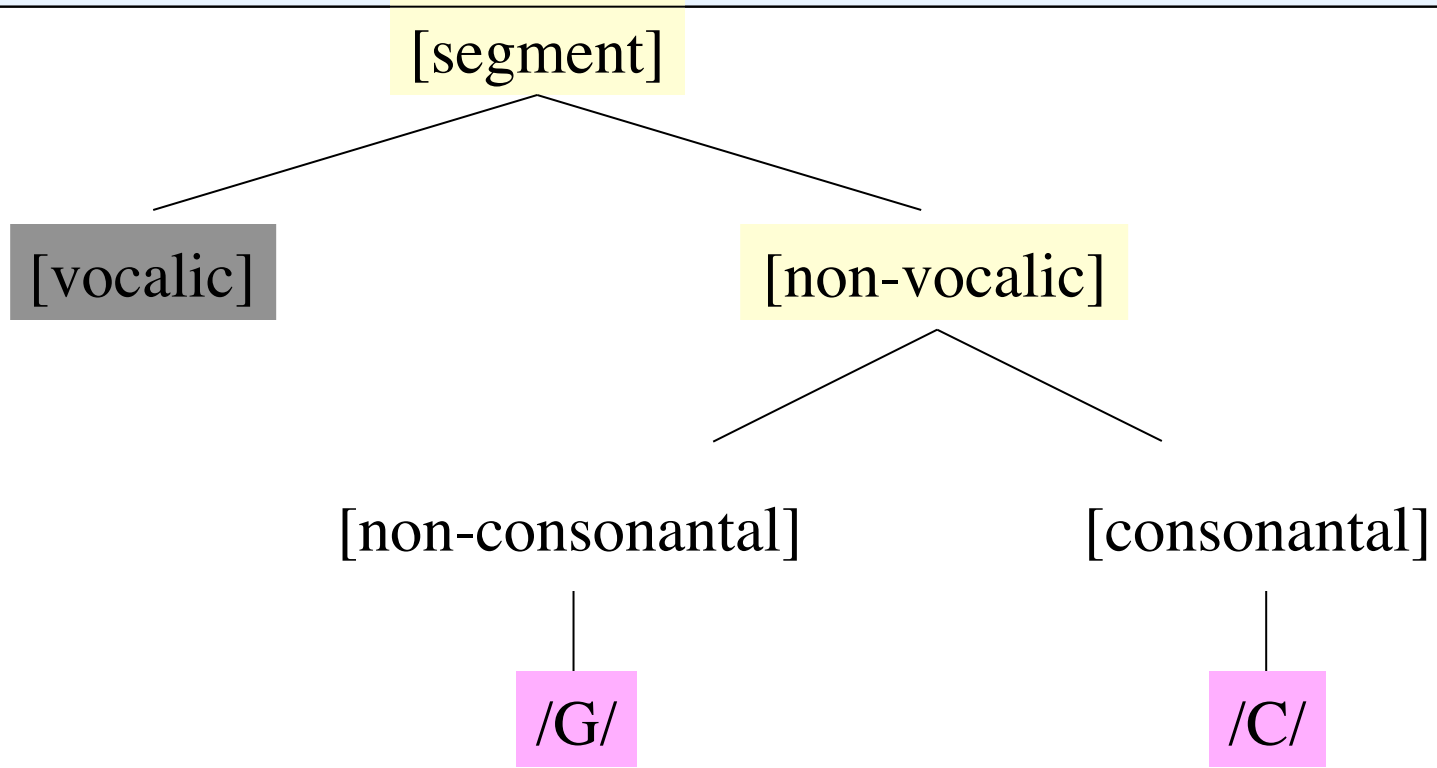 [segment]
[vocalic] [non-vocalic]
[non-consonantal] [consonantal]
/G/ /C/